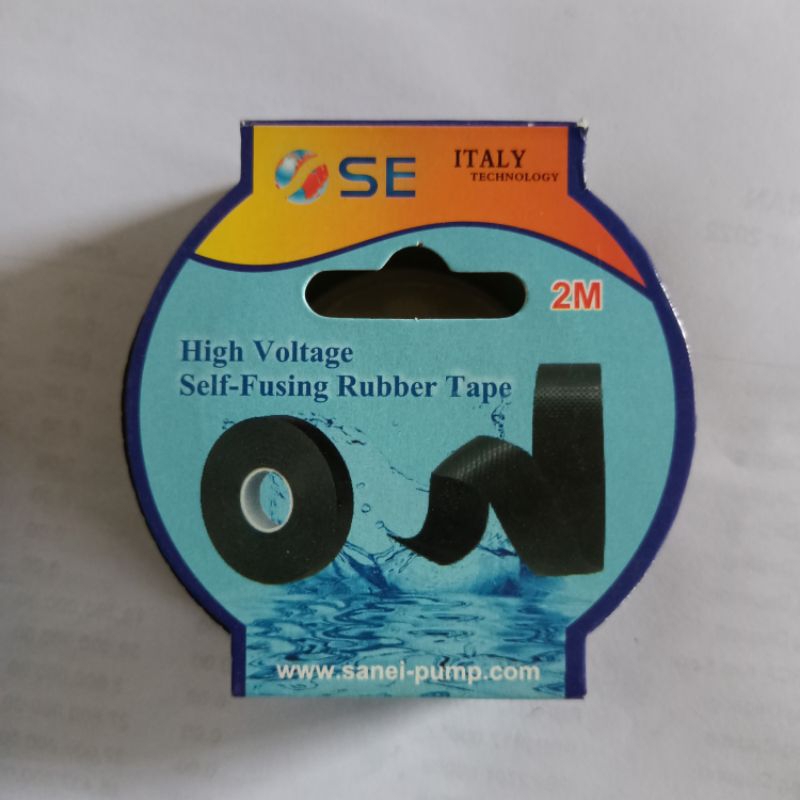 SE
ITALY
TECHNOLOGY
2M
High Voltage
Self-Fusing Rubber Tape
www.sanei-pump.com